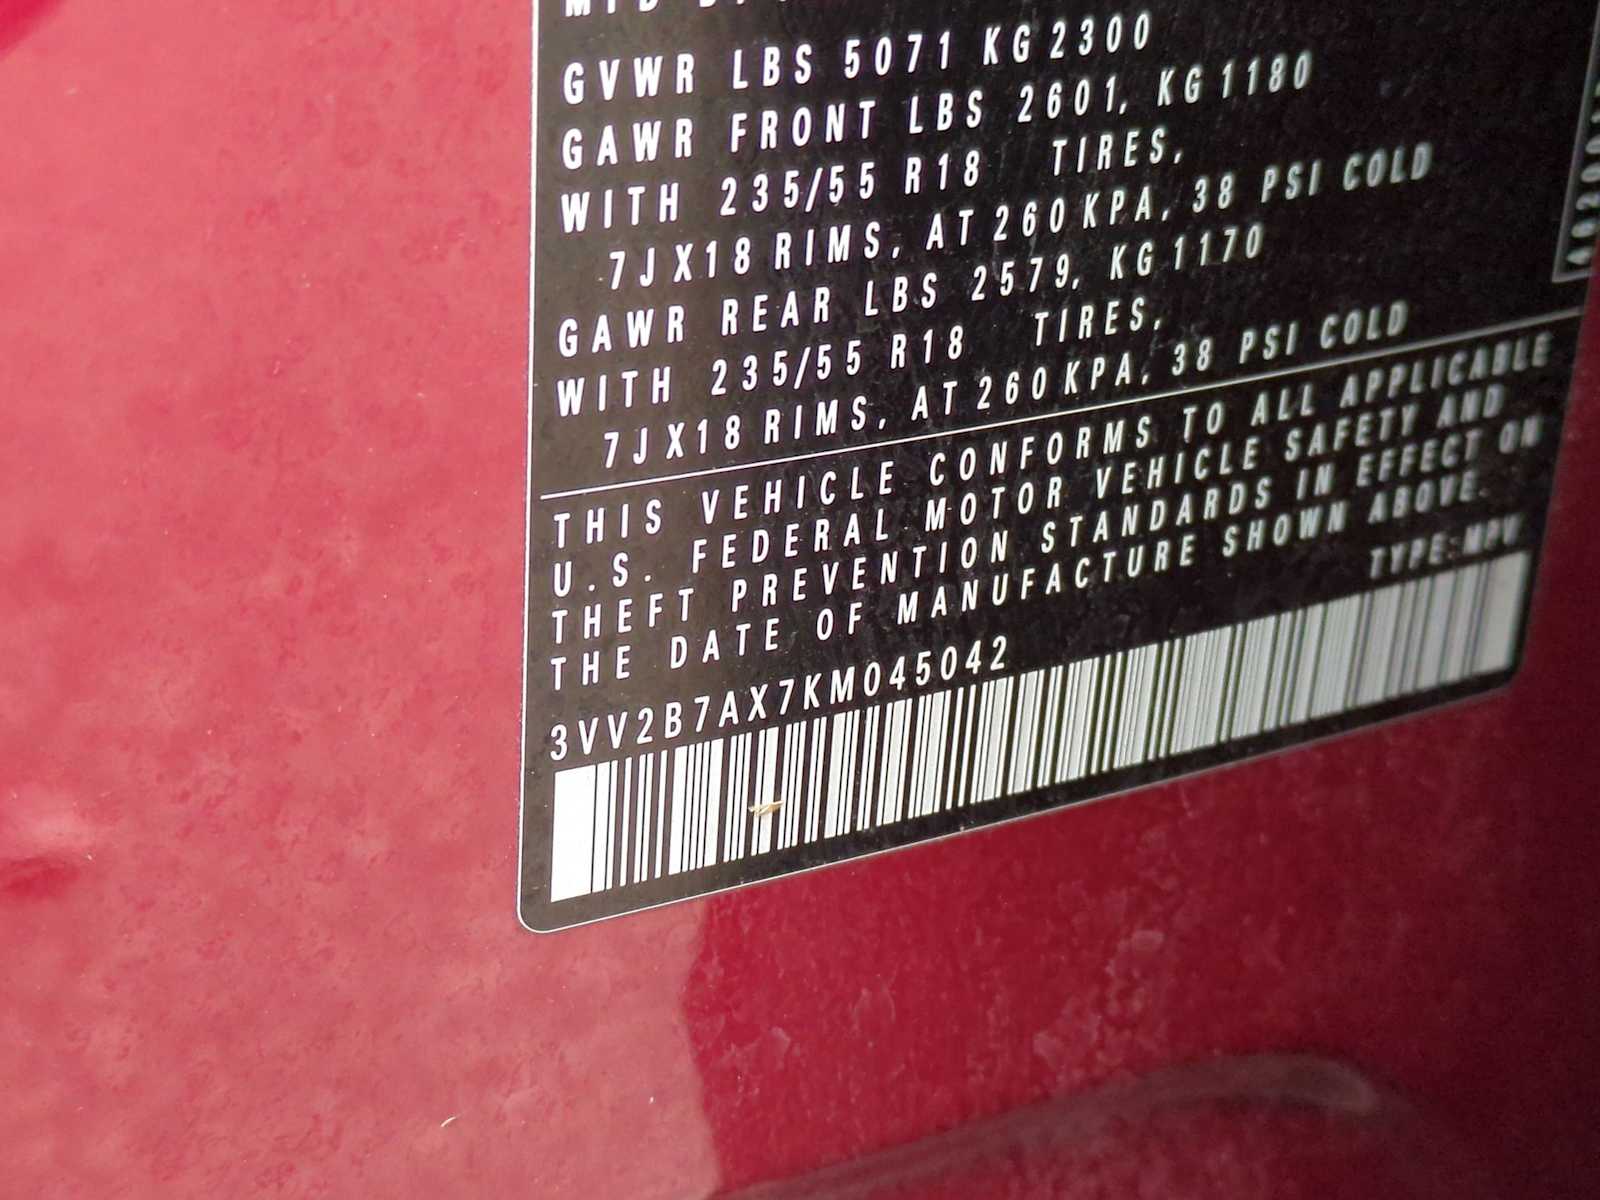 GVWR LBS 5071 KG 2300
GAWR FRONT LBS 2601, KG 1180
WITH 235/55 R18 TIRES,
7JX18 RIMS, AT 260 KPA, 38 PSI COLD
GAWR REAR LBS 2579, KG 1170
WITH 235/55 R18 TIRES,
7JX18 RIMS, AT 260 KPA, 38 PSI COLD
THIS VEHICLE CONFORMS TO ALL APPLICABLE
U.S. FEDERAL MOTOR VEHICLE SAFETY AND
THEFT PREVENTION STANDARDS IN EFFECT ON
THE DATE OF MANUFACTURE SHOWN ABOVE.
TYPE: MPV
3VV2B7AX7KM045042